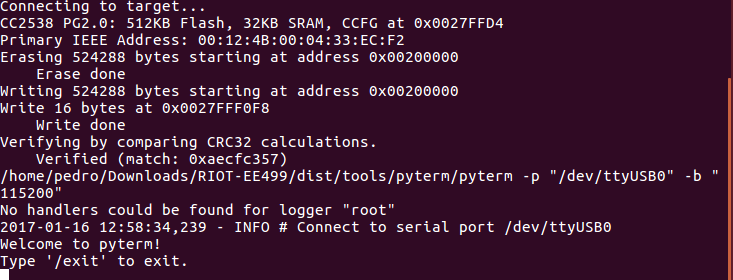 Connecting to target...
CC2538 PG2.0: 512KB Flash, 32KB SRAM, CCFG at 0x0027FFD4
Primary IEEE Address: 00:12:4B:00:04:33:EC:F2
Erasing 524288 bytes starting at address 0x00200000
    Erase done
Writing 524288 bytes starting at address 0x00200000
Write 16 bytes at 0x0027FFF0F8
    Write done
Verifying by comparing CRC32 calculations.
    Verified (match: 0xaecfc357)
/home/pedro/Downloads/RIOT-EE499/dist/tools/pyterm/pyterm -p "/dev/ttyUSB0" -b "
115200"
No handlers could be found for logger "root"
2017-01-16 12:58:34,239 - INFO # Connect to serial port /dev/ttyUSB0
Welcome to pyterm!
Type '/exit' to exit.